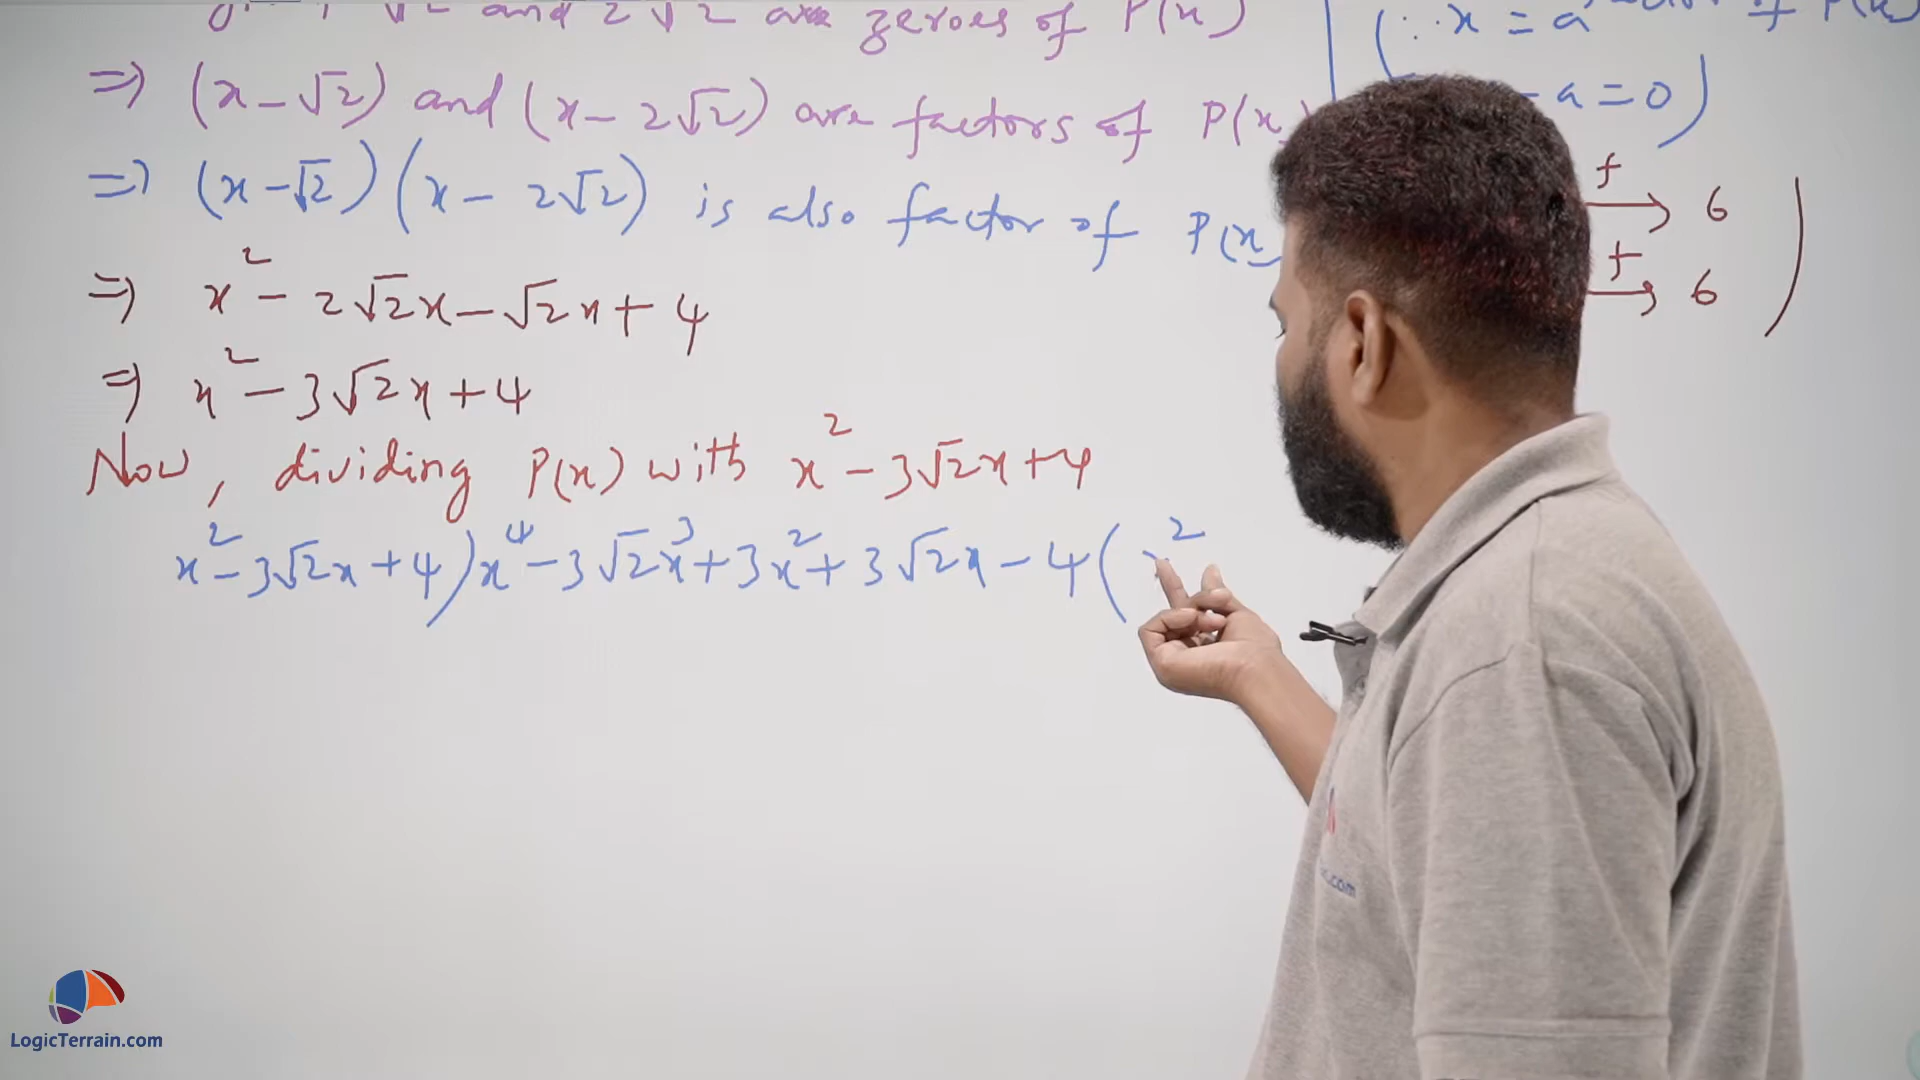 √2 and 2√2 are zeroes of P(x)
⇒ (x-√2) and (x- 2√2) are factors of P(x
⇒ (x-√2)(x- 2√2) is also factor of P(x
⇒ x²- 2√2x-√2x+ 4
⇒ x²- 3√2x+4
Now, dividing P(x) with x²- 3√2x+4
x²- 3√2x+4)x⁴- 3√2x³+3x²+3√2x-4(x²
(∵ x = a of P(x)
- a = 0)
f → 6
f → 6 )
LogicTerrain.com
.com